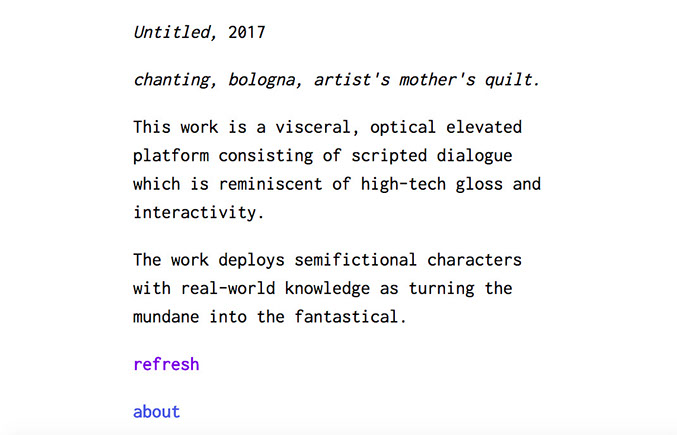 Untitled, 2017
chanting, bologna, artist's mother's quilt.
This work is a visceral, optical elevated
platform consisting of scripted dialogue
which is reminiscent of high-tech gloss and
interactivity.
The work deploys semifictional characters
with real-world knowledge as turning the
mundane into the fantastical.
refresh
about